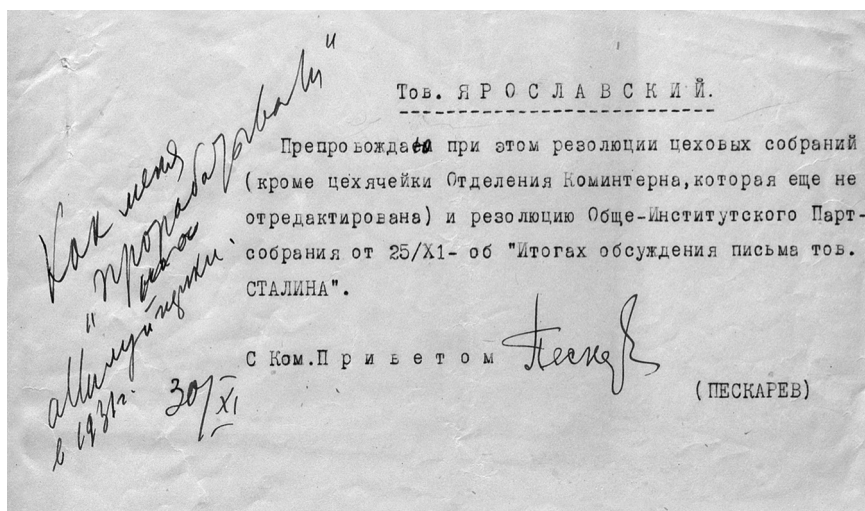 Тов. ЯРОСЛАВСКИЙ.
Препровождаю при этом резолюции цеховых собраний
(кроме цехячейки Отделения Коминтерна,которая еще не
отредактирована) и резолюцию Обще-Институтского Парт-
собрания от 25/X1- об "Итогах обсуждения письма тов.
СТАЛИНА".
С Ком.Приветом
(ПЕСКАРЕВ)
Как меня
"прорабатывали"
в 1931 г.
30/XI